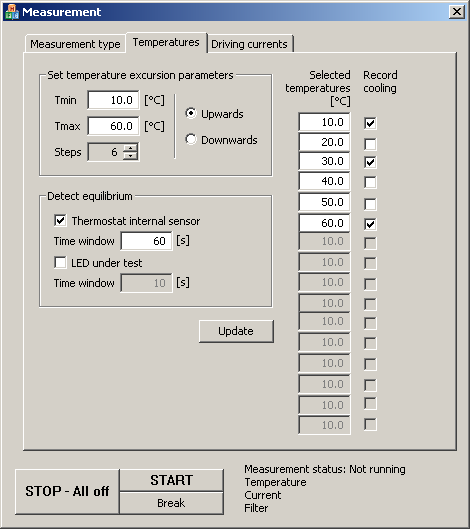 Measurement
Measurement type Temperatures Driving currents
Set temperature excursion parameters
Tmin 10.0 [°C]
Tmax 60.0 [°C]
Steps 6
Upwards
Downwards
Detect equilibrium
Thermostat internal sensor
Time window 60 [s]
LED under test
Time window 10 [s]
Update
Selected temperatures [°C]
Record cooling
10.0
20.0
30.0
40.0
50.0
60.0
10.0
10.0
10.0
10.0
10.0
10.0
10.0
10.0
10.0
10.0
STOP - All off
START
Break
Measurement status: Not running
Temperature
Current
Filter